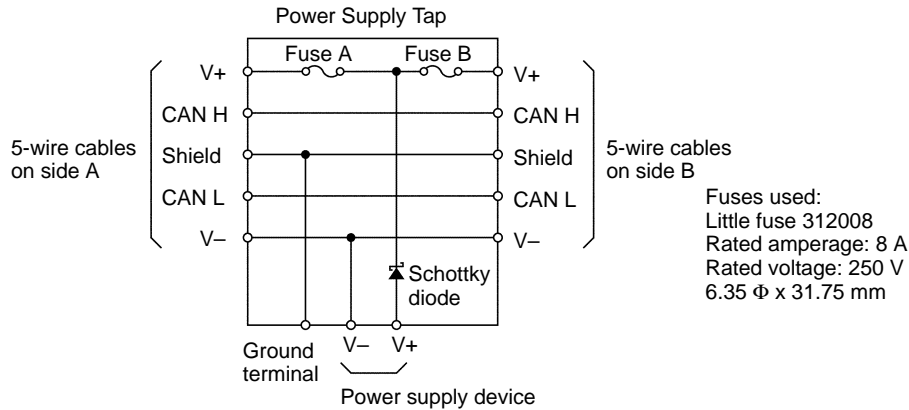 Power Supply Tap
Fuse A
Fuse B
V+
V+
CAN H
CAN H
5-wire cables
on side A
Shield
Shield
5-wire cables
on side B
CAN L
CAN L
V–
V–
Fuses used:
Little fuse 312008
Rated amperage: 8 A
Rated voltage: 250 V
6.35 Φ x 31.75 mm
Schottky
diode
Ground
terminal
V–
V+
Power supply device